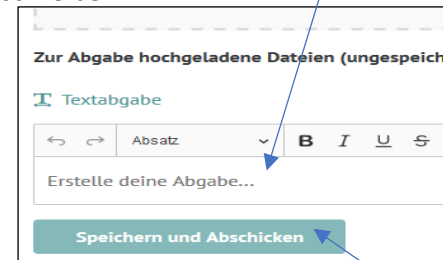 Zur Abgabe hochgeladene Dateien (ungespeich
Textabgabe
Absatz B I U S
Erstelle deine Abgabe...
Speichern und Abschicken